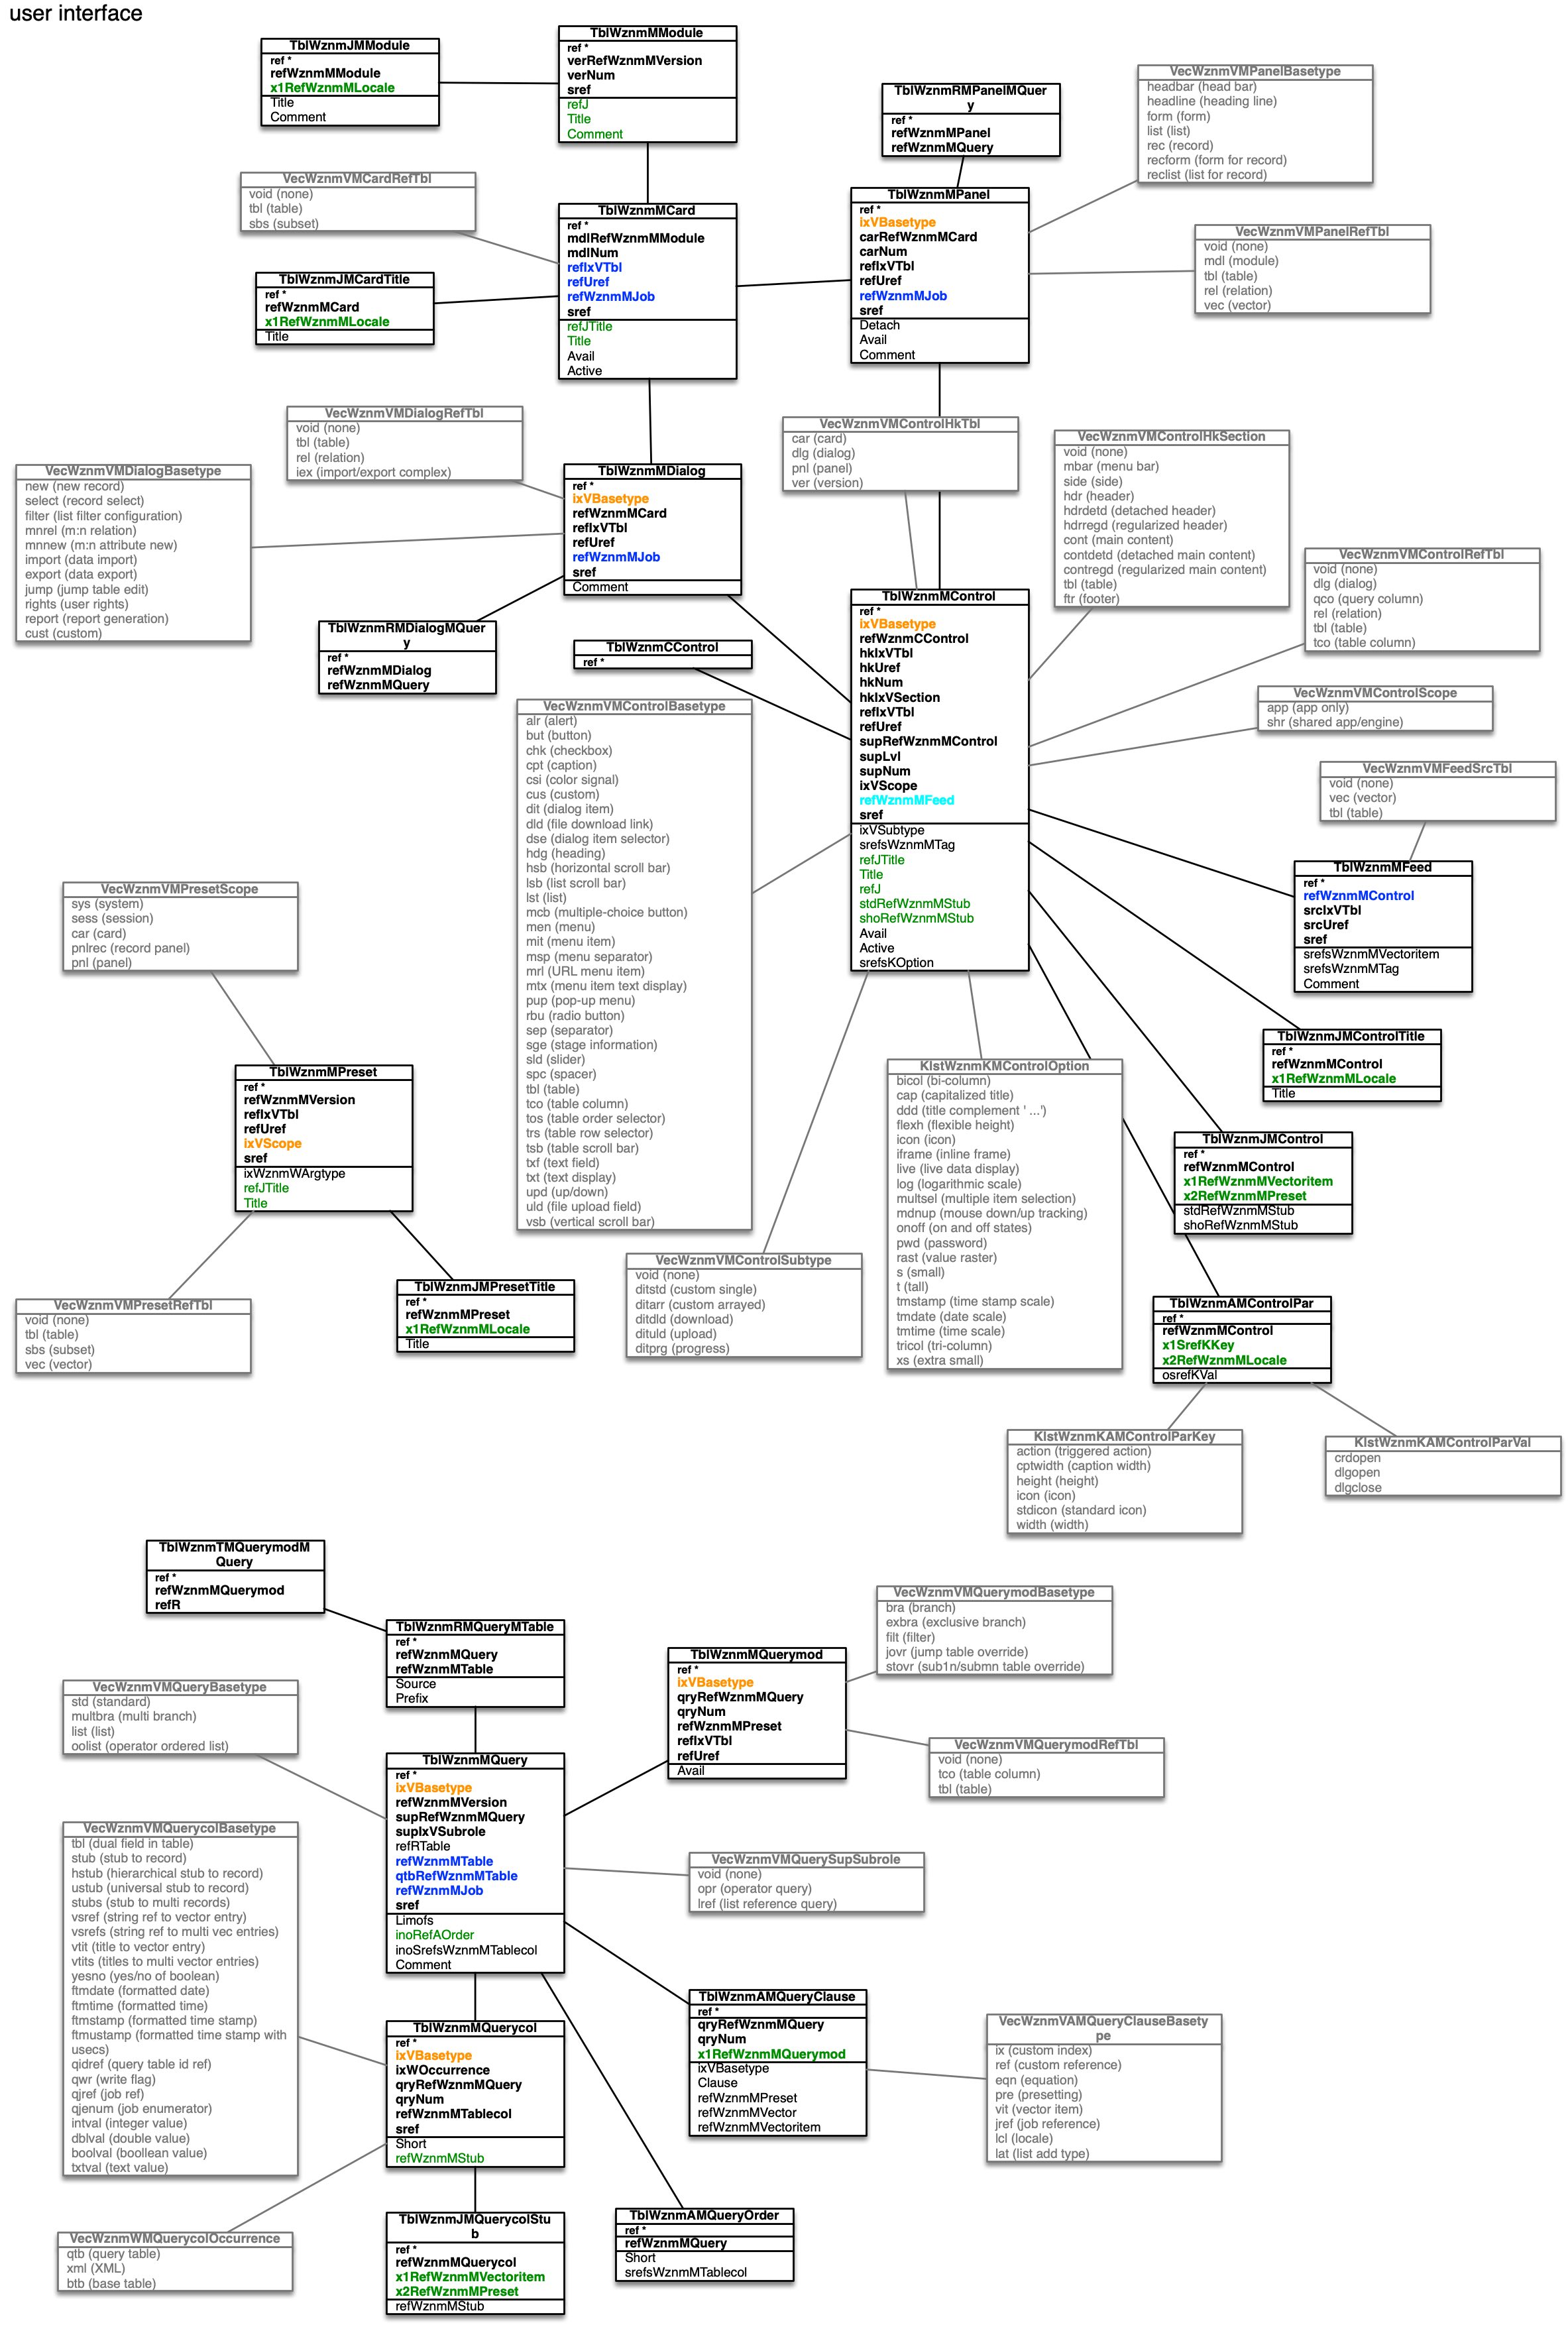 user interface
TblWznmJMModule
ref *
refWznmMModule
x1RefWznmMLocale
Title
Comment
TblWznmMModule
ref *
verRefWznmMVersion
verNum
sref
refJ
Title
Comment
TblWznmRMPanelMQuer
y
ref *
refWznmMPanel
refWznmMQuery
VecWznmVMPanelBasetype
headbar (head bar)
headline (heading line)
form (form)
list (list)
rec (record)
recform (form for record)
reclist (list for record)
VecWznmVMCardRefTbl
void (none)
tbl (table)
sbs (subset)
TblWznmMCard
ref *
mdlRefWznmMModule
mdlNum
refIxVTbl
refUref
refWznmMJob
sref
refJTitle
Title
Avail
Active
TblWznmMPanel
ref *
ixVBasetype
carRefWznmMCard
carNum
refIxVTbl
refUref
refWznmMJob
sref
Detach
Avail
Comment
VecWznmVMPanelRefTbl
void (none)
mdl (module)
tbl (table)
rel (relation)
vec (vector)
TblWznmJMCardTitle
ref *
refWznmMCard
x1RefWznmMLocale
Title
VecWznmVMDialogRefTbl
void (none)
tbl (table)
rel (relation)
iex (import/export complex)
VecWznmVMControlHkTbl
car (card)
dlg (dialog)
pnl (panel)
ver (version)
VecWznmVMControlHkSection
void (none)
mbar (menu bar)
side (side)
hdr (header)
hdrdetd (detached header)
hdrregd (regularized header)
cont (main content)
contdetd (detached main content)
contregd (regularized main content)
tbl (table)
ftr (footer)
VecWznmVMDialogBasetype
new (new record)
select (record select)
filter (list filter configuration)
mnrel (m:n relation)
mnnew (m:n attribute new)
import (data import)
export (data export)
jump (jump table edit)
rights (user rights)
report (report generation)
cust (custom)
TblWznmMDialog
ref *
ixVBasetype
refWznmMCard
refIxVTbl
refUref
refWznmMJob
sref
Comment
VecWznmVMControlRefTbl
void (none)
dlg (dialog)
qco (query column)
rel (relation)
tbl (table)
tco (table column)
TblWznmRMDialogMQuer
y
ref *
refWznmMDialog
refWznmMQuery
TblWznmCControl
ref *
TblWznmMControl
ref *
ixVBasetype
refWznmCControl
hkIxVTbl
hkUref
hkNum
hkIxVSection
refIxVTbl
refUref
supRefWznmMControl
supLvl
supNum
ixVScope
refWznmMFeed
sref
ixVSubtype
srefsWznmMTag
refJTitle
Title
refJ
stdRefWznmMStub
shoRefWznmMStub
Avail
Active
srefsKOption
VecWznmVMControlScope
app (app only)
shr (shared app/engine)
VecWznmVMControlBasetype
alr (alert)
but (button)
chk (checkbox)
cpt (caption)
csi (color signal)
cus (custom)
dit (dialog item)
dld (file download link)
dse (dialog item selector)
hdg (heading)
hsb (horizontal scroll bar)
lsb (list scroll bar)
lst (list)
mcb (multiple-choice button)
men (menu)
mit (menu item)
msp (menu separator)
mrl (URL menu item)
mtx (menu item text display)
pup (pop-up menu)
rbu (radio button)
sep (separator)
sge (stage information)
sld (slider)
spc (spacer)
tbl (table)
tco (table column)
tos (table order selector)
trs (table row selector)
tsb (table scroll bar)
txf (text field)
txt (text display)
upd (up/down)
uld (file upload field)
vsb (vertical scroll bar)
VecWznmVMFeedSrcTbl
void (none)
vec (vector)
tbl (table)
TblWznmMFeed
ref *
refWznmMControl
srcIxVTbl
srcUref
sref
srefsWznmMVectoritem
srefsWznmMTag
Comment
VecWznmVMPresetScope
sys (system)
sess (session)
car (card)
pnlrec (record panel)
pnl (panel)
TblWznmJMControlTitle
ref *
refWznmMControl
x1RefWznmMLocale
Title
TblWznmMPreset
ref *
refWznmMVersion
refIxVTbl
refUref
ixVScope
sref
ixWznmWArgtype
refJTitle
Title
KlstWznmKMControlOption
bicol (bi-column)
cap (capitalized title)
ddd (title complement ' ...')
flexh (flexible height)
icon (icon)
iframe (inline frame)
live (live data display)
log (logarithmic scale)
multsel (multiple item selection)
mdnup (mouse down/up tracking)
onoff (on and off states)
pwd (password)
rast (value raster)
s (small)
t (tall)
tmstamp (time stamp scale)
tmdate (date scale)
tmtime (time scale)
tricol (tri-column)
xs (extra small)
TblWznmJMControl
ref *
refWznmMControl
x1RefWznmMVectoritem
x2RefWznmMPreset
stdRefWznmMStub
shoRefWznmMStub
VecWznmVMControlSubtype
void (none)
ditstd (custom single)
ditarr (custom arrayed)
ditdld (download)
dituld (upload)
ditprg (progress)
TblWznmJMPresetTitle
ref *
refWznmMPreset
x1RefWznmMLocale
Title
VecWznmVMPresetRefTbl
void (none)
tbl (table)
sbs (subset)
vec (vector)
TblWznmAMControlPar
ref *
refWznmMControl
x1SrefKKey
x2RefWznmMLocale
osrefKVal
KlstWznmKAMControlParKey
action (triggered action)
cptwidth (caption width)
height (height)
icon (icon)
stdicon (standard icon)
width (width)
KlstWznmKAMControlParVal
crdopen
dlgopen
dlgclose
TblWznmTMQuerymodM
Query
ref *
refWznmMQuerymod
refR
TblWznmRMQueryMTable
ref *
refWznmMQuery
refWznmMTable
Source
Prefix
VecWznmVMQuerymodBasetype
bra (branch)
exbra (exclusive branch)
filt (filter)
jovr (jump table override)
stovr (sub1n/submn table override)
TblWznmMQuerymod
ref *
ixVBasetype
qryRefWznmMQuery
qryNum
refWznmMPreset
refIxVTbl
refUref
Avail
VecWznmVMQueryBasetype
std (standard)
multbra (multi branch)
list (list)
oolist (operator ordered list)
VecWznmVMQuerymodRefTbl
void (none)
tco (table column)
tbl (table)
TblWznmMQuery
ref *
ixVBasetype
refWznmMVersion
supRefWznmMQuery
supIxVSubrole
refRTable
refWznmMTable
qtbRefWznmMTable
refWznmMJob
sref
Limofs
inoRefAOrder
inoSrefsWznmMTablecol
Comment
VecWznmVMQuerycolBasetype
tbl (dual field in table)
stub (stub to record)
hstub (hierarchical stub to record)
ustub (universal stub to record)
stubs (stub to multi records)
vsref (string ref to vector entry)
vsrefs (string ref to multi vec entries)
vtit (title to vector entry)
vtits (titles to multi vector entries)
yesno (yes/no of boolean)
ftmdate (formatted date)
ftmtime (formatted time)
ftmstamp (formatted time stamp)
ftmustamp (formatted time stamp with
usecs)
qidref (query table id ref)
qwr (write flag)
qjref (job ref)
qjenum (job enumerator)
intval (integer value)
dblval (double value)
boolval (boollean value)
txtval (text value)
VecWznmVMQuerySupSubrole
void (none)
opr (operator query)
lref (list reference query)
TblWznmAMQueryClause
ref *
qryRefWznmMQuery
qryNum
x1RefWznmMQuerymod
ixVBasetype
Clause
refWznmMPreset
refWznmMVector
refWznmMVectoritem
VecWznmVAMQueryClauseBasety
pe
ix (custom index)
ref (custom reference)
eqn (equation)
pre (presetting)
vit (vector item)
jref (job reference)
lcl (locale)
lat (list add type)
TblWznmMQuerycol
ref *
ixVBasetype
ixWOccurrence
qryRefWznmMQuery
qryNum
refWznmMTablecol
sref
Short
refWznmMStub
VecWznmWMQuerycolOccurrence
qtb (query table)
xml (XML)
btb (base table)
TblWznmJMQuerycolStu
b
ref *
refWznmMQuerycol
x1RefWznmMVectoritem
x2RefWznmMPreset
refWznmMStub
TblWznmAMQueryOrder
ref *
refWznmMQuery
Short
srefsWznmMTablecol